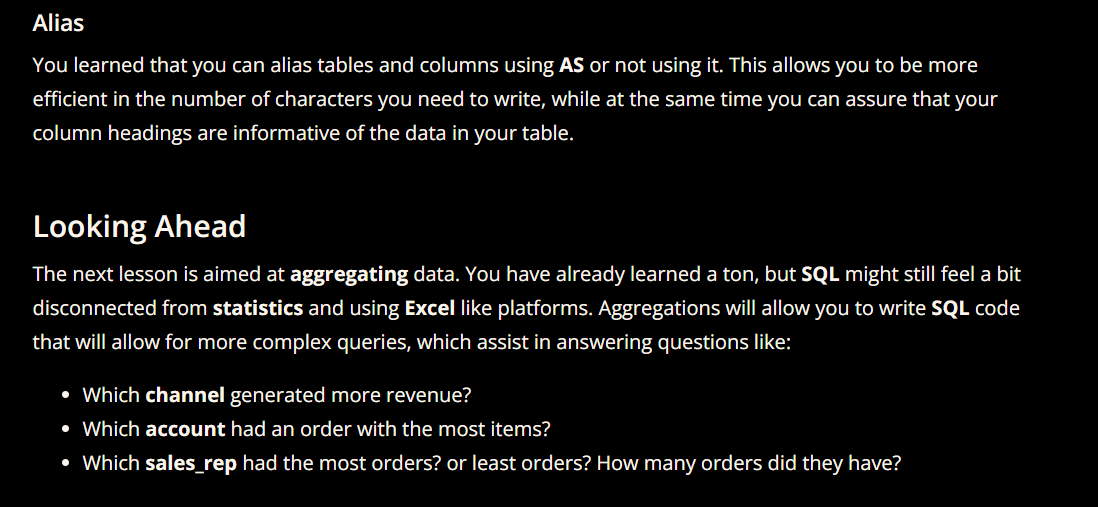 Alias
You learned that you can alias tables and columns using AS or not using it. This allows you to be more
efficient in the number of characters you need to write, while at the same time you can assure that your
column headings are informative of the data in your table.
Looking Ahead
The next lesson is aimed at aggregating data. You have already learned a ton, but SQL might still feel a bit
disconnected from statistics and using Excel like platforms. Aggregations will allow you to write SQL code
that will allow for more complex queries, which assist in answering questions like:
• Which channel generated more revenue?
• Which account had an order with the most items?
• Which sales_rep had the most orders? or least orders? How many orders did they have?